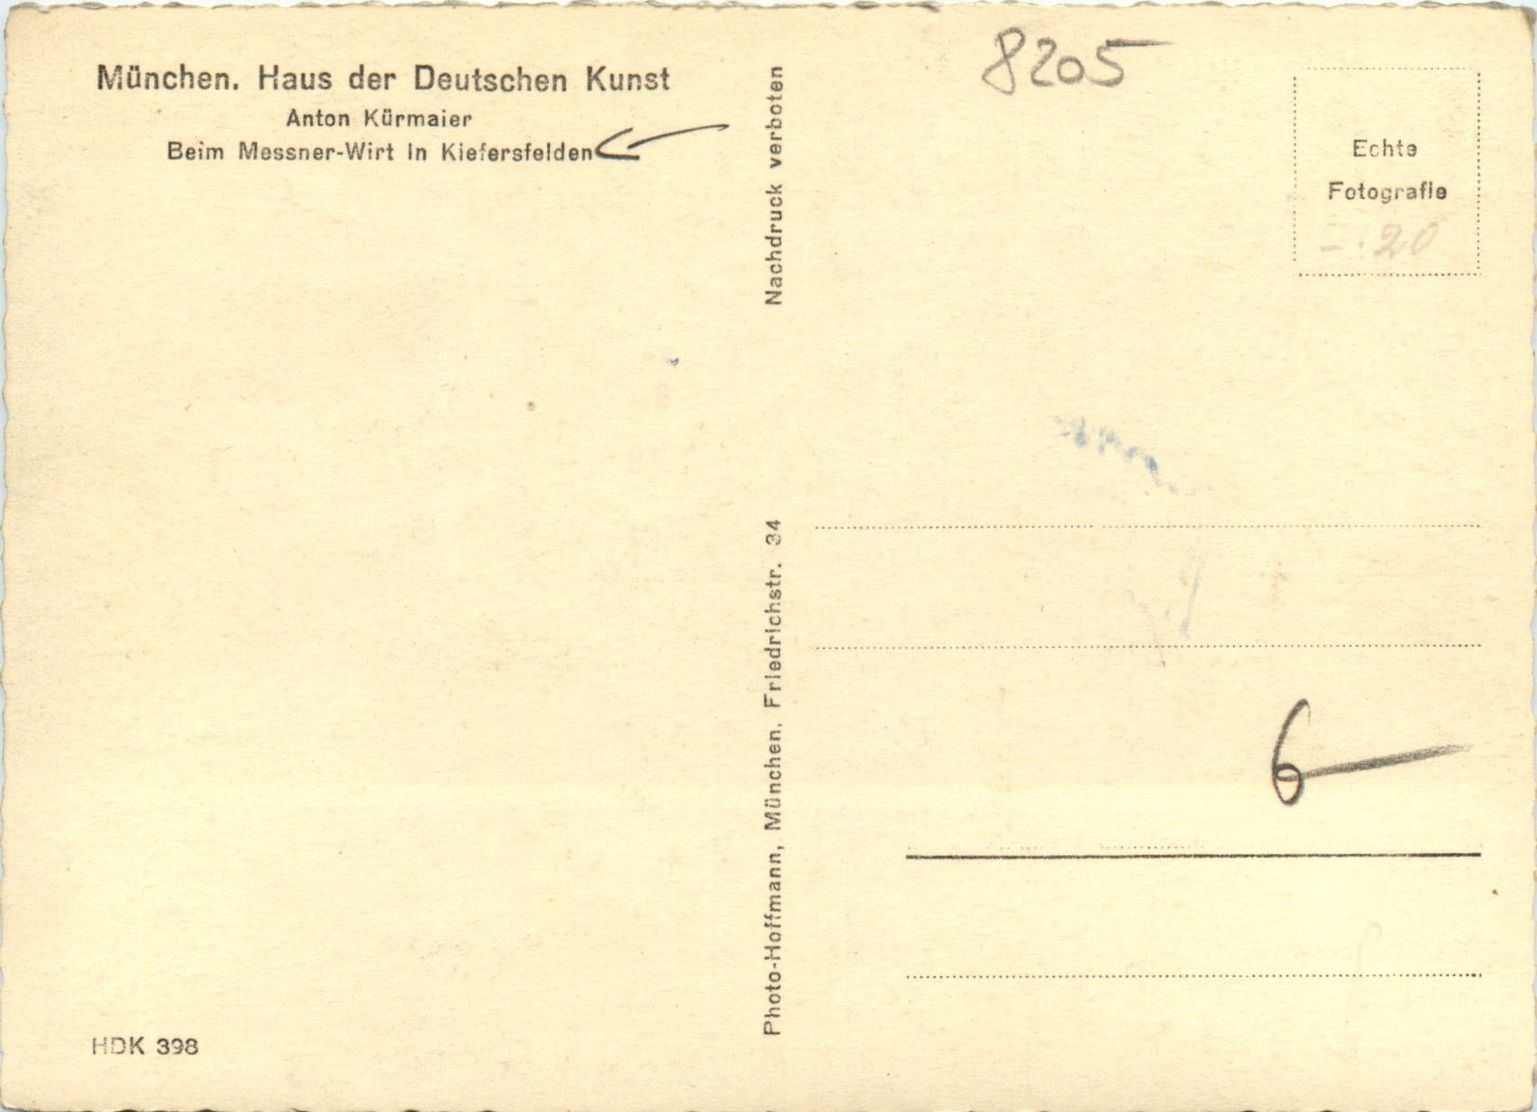 München. Haus der Deutschen Kunst
Anton Kürmaier
Beim Messner-Wirt in Kiefersfelden
HDK 398
Nachdruck verboten
Photo-Hoffmann, München. Friedrichstr. 34
8205
Echte
Fotografie
-.20
6